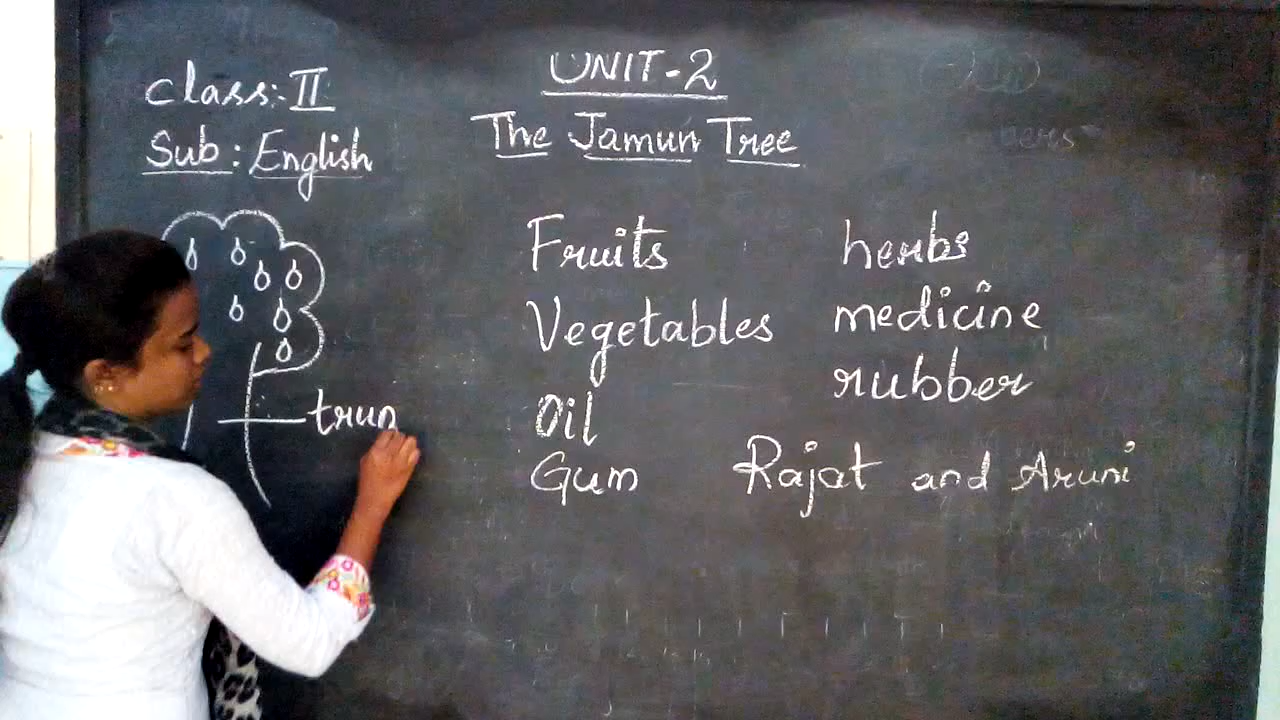 Class:- II
Sub: English
UNIT-2
The Jamun Tree
Fruits
Vegetables
Oil
Gum
herbs
medicine
rubber
Rajat and Aruni
trun